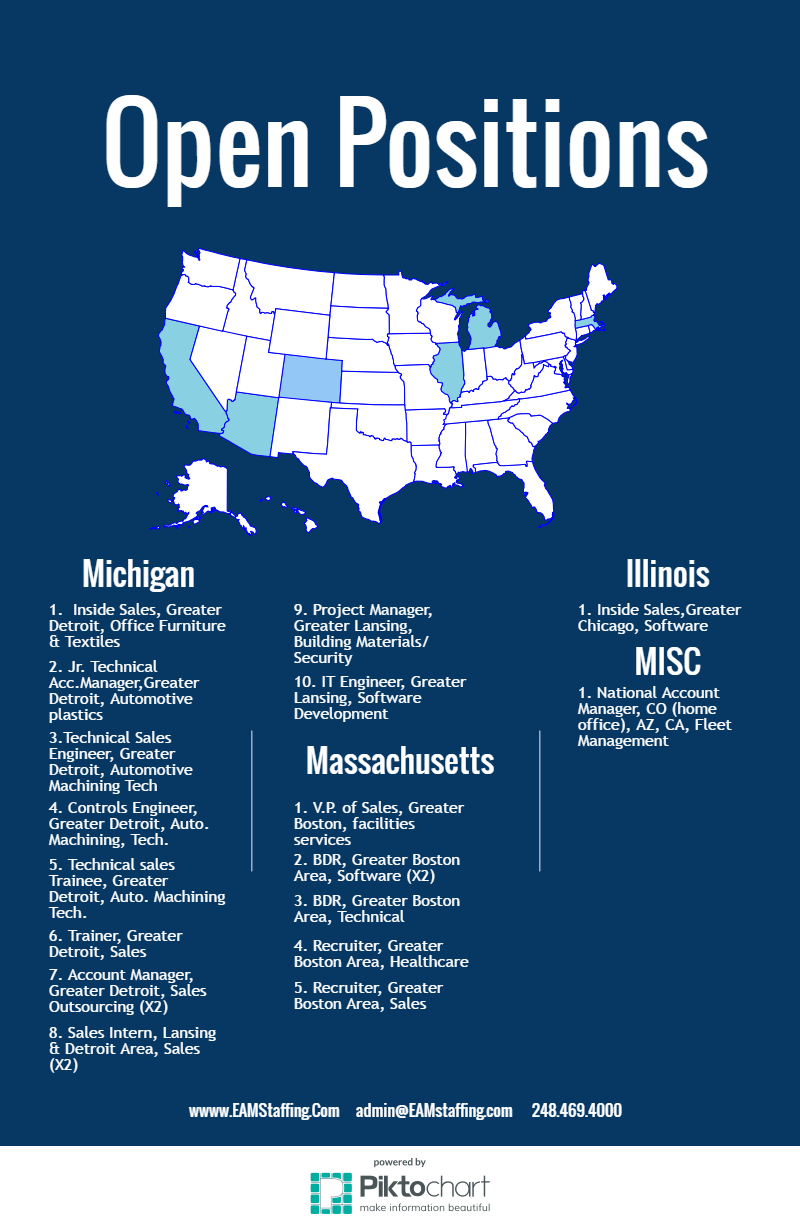 Open Positions
Michigan
1.  Inside Sales, Greater
Detroit, Office Furniture
& Textiles
2. Jr. Technical
Acc.Manager,Greater
Detroit, Automotive
plastics
3.Technical Sales
Engineer, Greater
Detroit, Automotive
Machining Tech
4. Controls Engineer,
Greater Detroit, Auto.
Machining, Tech.
5. Technical sales
Trainee, Greater
Detroit, Auto. Machining
Tech.
6. Trainer, Greater
Detroit, Sales
7. Account Manager,
Greater Detroit, Sales
Outsourcing (X2)
8. Sales Intern, Lansing
& Detroit Area, Sales
(X2)
9. Project Manager,
Greater Lansing,
Building Materials/
Security
10. IT Engineer, Greater
Lansing, Software
Development
Massachusetts
1. V.P. of Sales, Greater
Boston, facilities
services
2. BDR, Greater Boston
Area, Software (X2)
3. BDR, Greater Boston
Area, Technical
4. Recruiter, Greater
Boston Area, Healthcare
5. Recruiter, Greater
Boston Area, Sales
Illinois
1. Inside Sales,Greater
Chicago, Software
MISC
1. National Account
Manager, CO (home
office), AZ, CA, Fleet
Management
wwww.EAMStaffing.Com admin@EAMstaffing.com 248.469.4000
powered by
Piktochart
make information beautiful